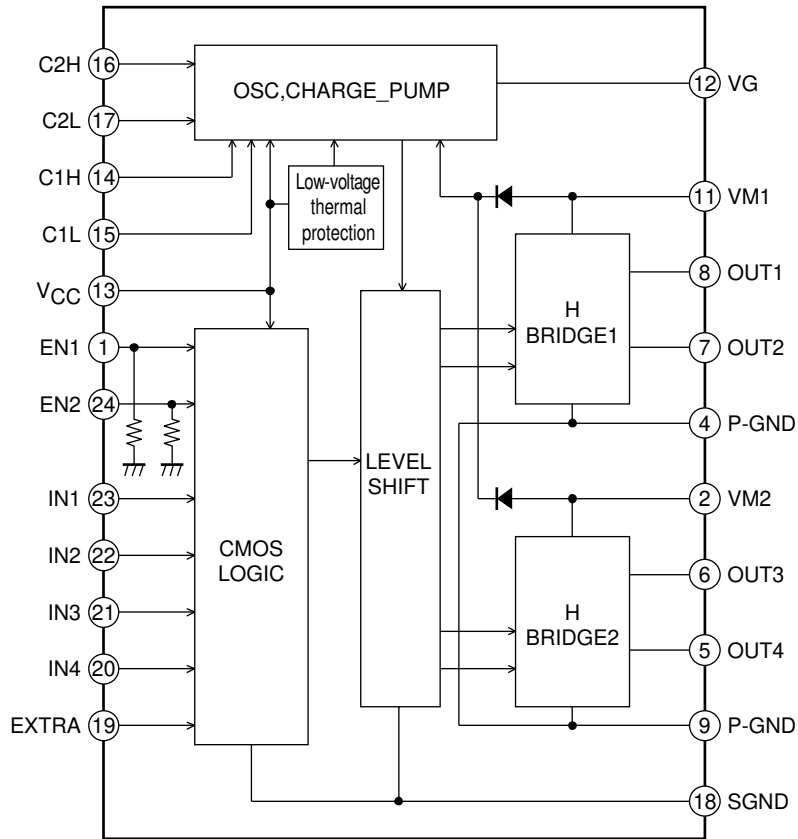 C2H 16
C2L 17
C1H 14
C1L 15
VCC 13
EN1 1
EN2 24
IN1 23
IN2 22
IN3 21
IN4 20
EXTRA 19
OSC,CHARGE_PUMP
Low-voltage
thermal
protection
CMOS
LOGIC
LEVEL
SHIFT
H
BRIDGE1
H
BRIDGE2
12 VG
11 VM1
8 OUT1
7 OUT2
4 P-GND
2 VM2
6 OUT3
5 OUT4
9 P-GND
18 SGND